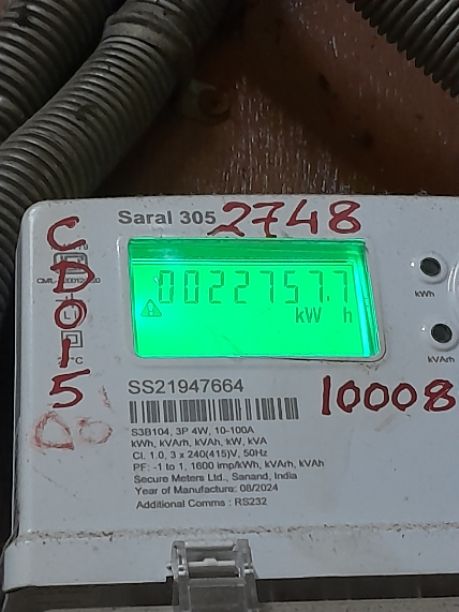 Saral 305 2748
CD015
0022757.7
kW h
kWh
kVArh
SS21947664
10008
S3B104, 3P 4W, 10-100A
kWh, kVArh, kVAh, kW, kVA
Cl. 1.0, 3 x 240(415)V, 50Hz
PF: -1 to 1, 1600 imp/kWh, kVArh, kVAh
Secure Meters Ltd., Sanand, India
Year of Manufacture: 08/2024
Additional Comms : RS232